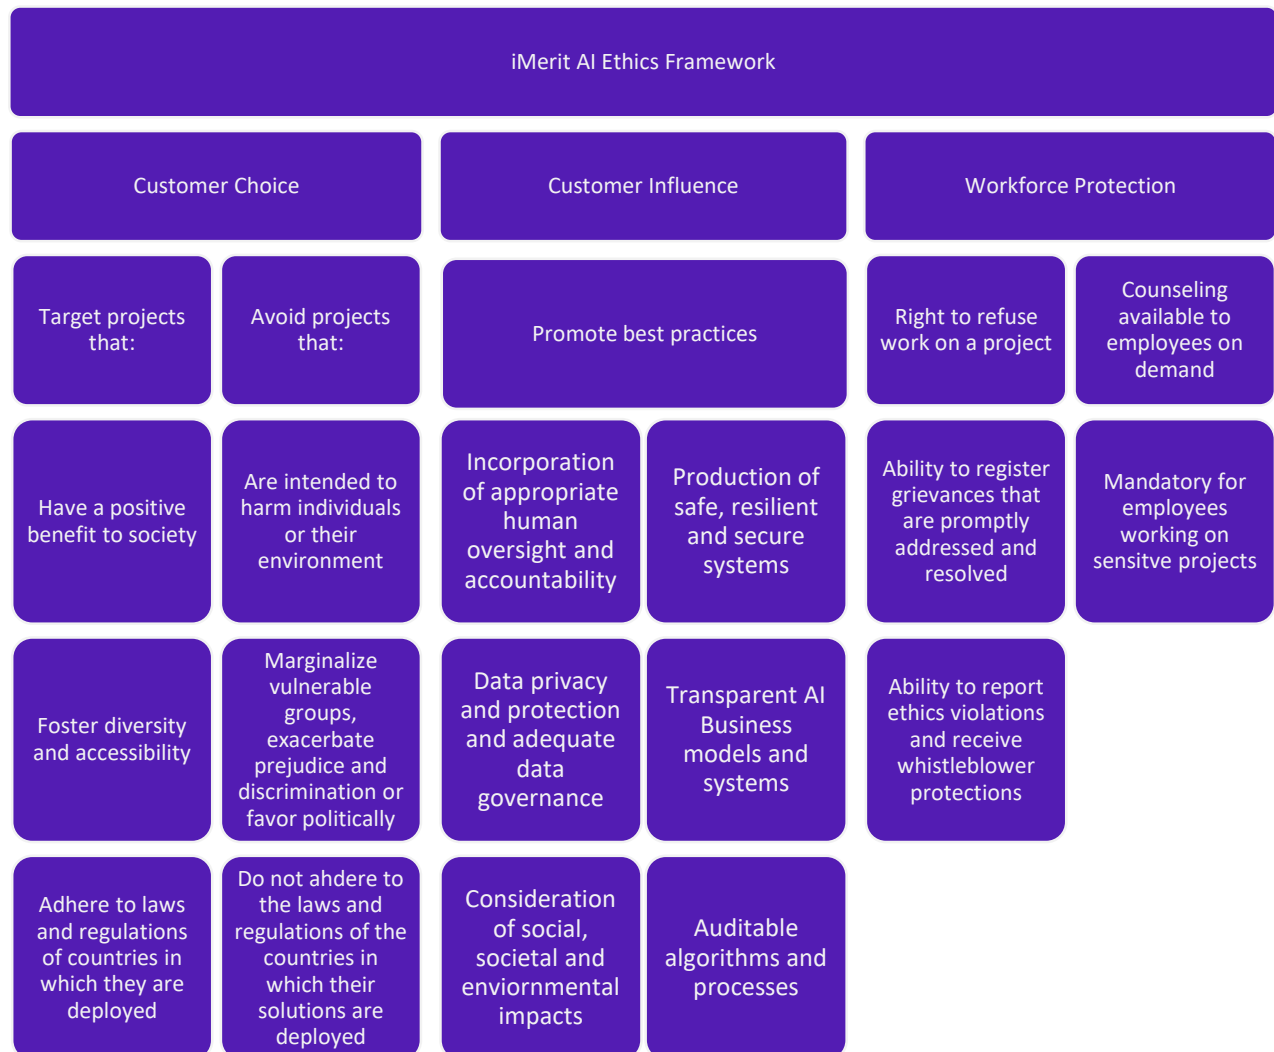 iMerit AI Ethics Framework
Customer Choice
Customer Influence
Workforce Protection
Target projects
that:
Avoid projects
that:
Promote best practices
Right to refuse
work on a project
Counseling
available to
employees on
demand
Have a positive
benefit to society
Are intended to
harm individuals
or their
environment
Incorporation
of appropriate
human
oversight and
accountability
Production of
safe, resilient
and secure
systems
Ability to register
grievances that
are promptly
addressed and
resolved
Mandatory for
employees
working on
sensitve projects
Foster diversity
and accessibility
Marginalize
vulnerable
groups,
exacerbate
prejudice and
discrimination or
favor politically
Data privacy
and protection
and adequate
data
governance
Transparent AI
Business
models and
systems
Ability to report
ethics violations
and receive
whistleblower
protections
Adhere to laws
and regulations
of countries in
which they are
deployed
Do not ahdere to
the laws and
regulations of the
countries in
which their
solutions are
deployed
Consideration
of social,
societal and
enviornmental
impacts
Auditable
algorithms and
processes